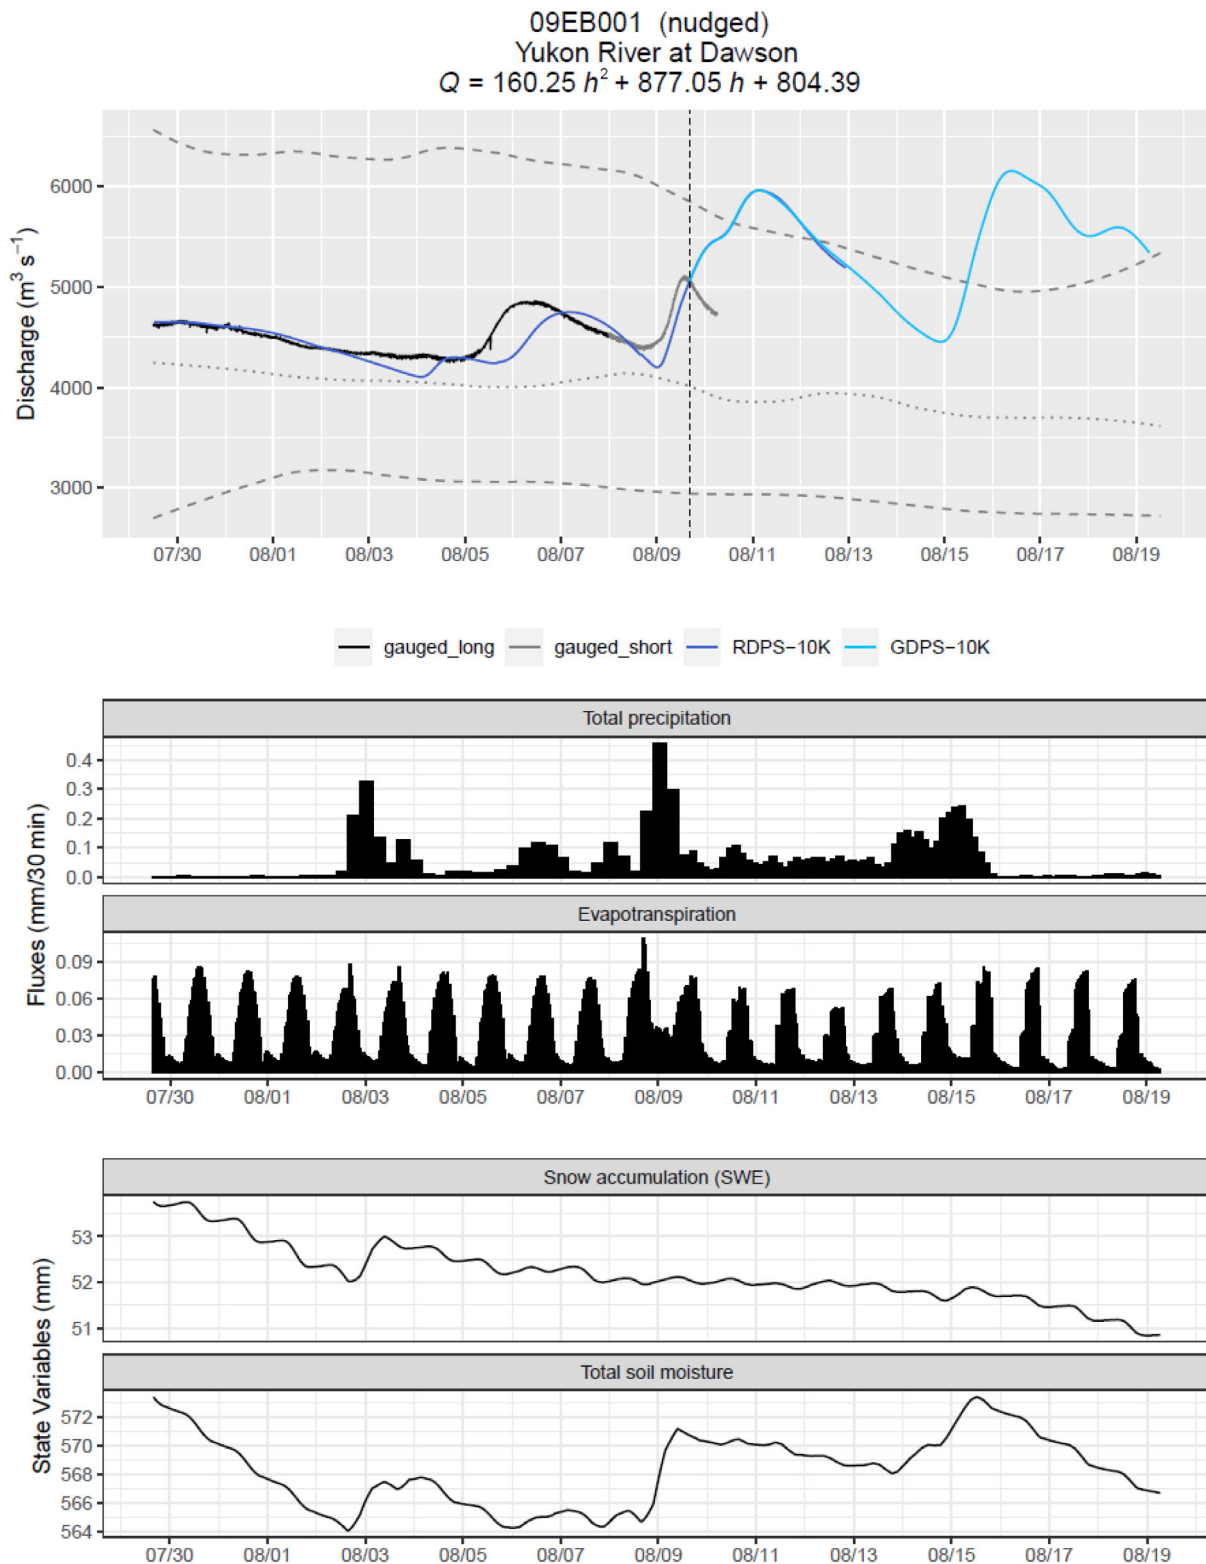 09EB001 (nudged)
Yukon River at Dawson
Q = 160.25 h² + 877.05 h + 804.39
Discharge (m³ s⁻¹)
6000
5000
4000
3000
07/30 08/01 08/03 08/05 08/07 08/09 08/11 08/13 08/15 08/17 08/19
gauged_long gauged_short RDPS−10K GDPS−10K
Total precipitation
Fluxes (mm/30 min)
0.4
0.3
0.2
0.1
0.0
Evapotranspiration
0.09
0.06
0.03
0.00
07/30 08/01 08/03 08/05 08/07 08/09 08/11 08/13 08/15 08/17 08/19
Snow accumulation (SWE)
State Variables (mm)
53
52
51
Total soil moisture
572
570
568
566
564
07/30 08/01 08/03 08/05 08/07 08/09 08/11 08/13 08/15 08/17 08/19